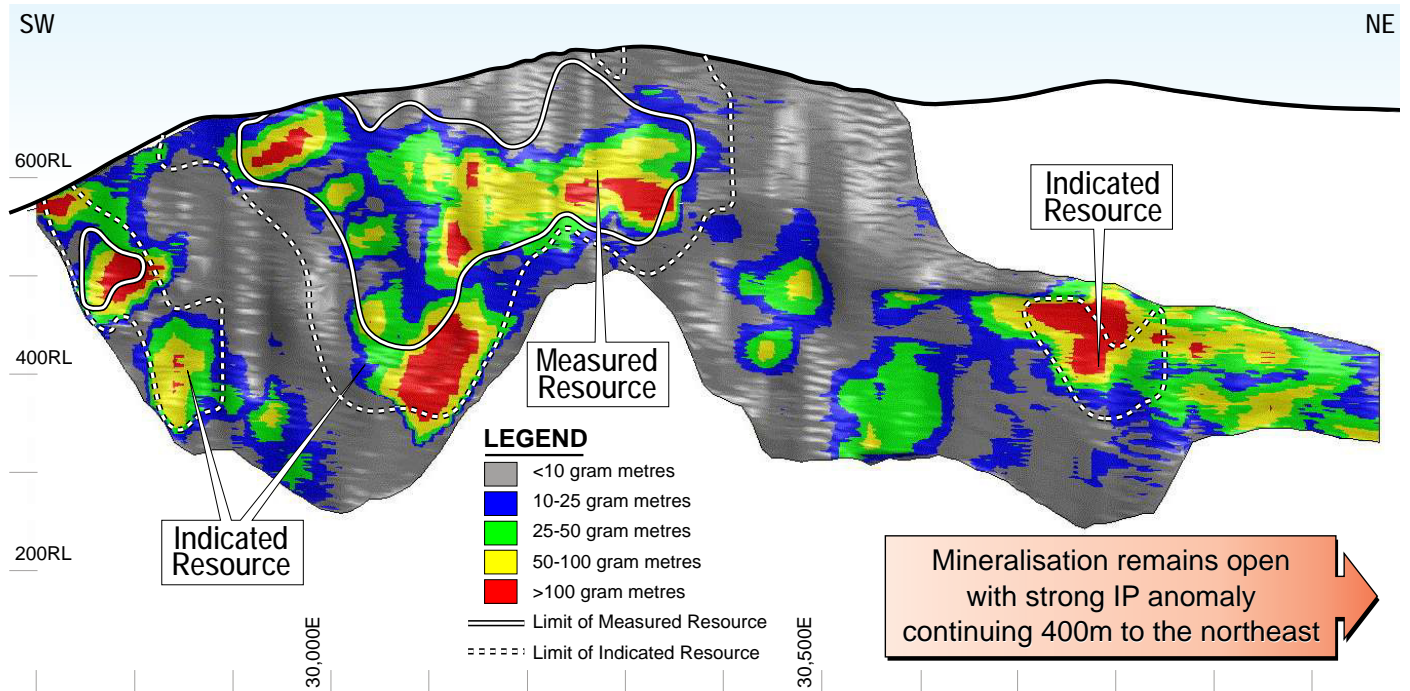 SW
NE
600RL
400RL
200RL
Indicated
Resource
Measured
Resource
Indicated
Resource
LEGEND
<10 gram metres
10-25 gram metres
25-50 gram metres
50-100 gram metres
>100 gram metres
Limit of Measured Resource
Limit of Indicated Resource
30,000E
30,500E
Mineralisation remains open
with strong IP anomaly
continuing 400m to the northeast